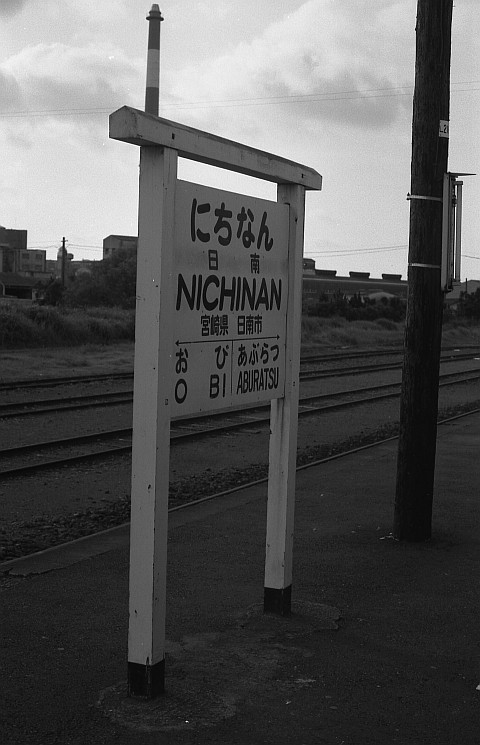 にちなん
日 南
NICHINAN
宮崎県 日南市
おび あぶらつ
OBI ABURATSU